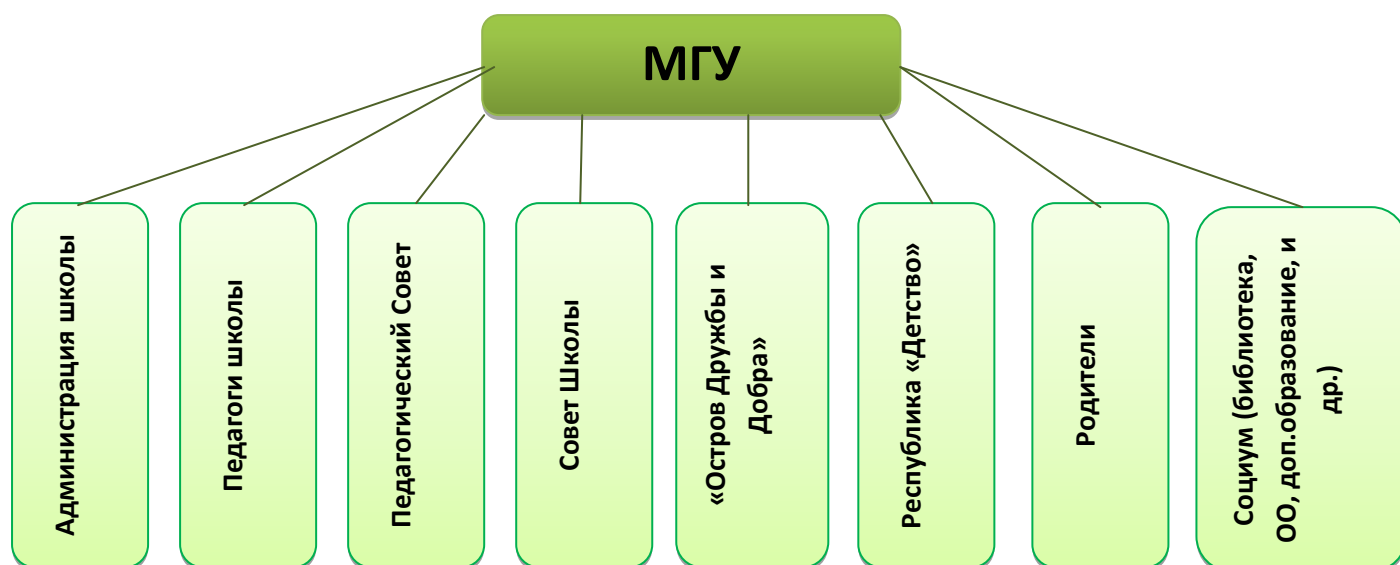 МГУ
Администрация школы
Педагоги школы
Педагогический Совет
Совет Школы
«Остров Дружбы и
Добра»
Республика «Детство»
Родители
Социум (библиотека,
ОО, доп.образование, и
др.)